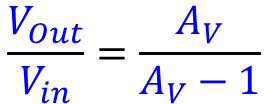 V_Out / V_in = A_V / (A_V − 1)